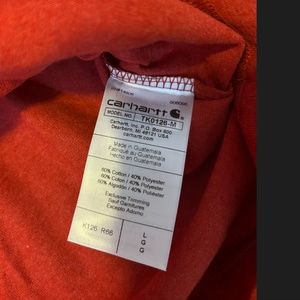 carhartt
MODEL NO. TK0126-M
Carhartt, Inc. P.O. Box 600
Dearborn, MI 48121 USA
carhartt.com
Made in Guatemala
Fabriqué au Guatemala
Hecho en Guatemala
60% Cotton / 40% Polyester
60% Coton / 40% Polyester
60% Algodón / 40% Poliéster
Exclusive Trimming
Sauf Garnitures
Excepto Adorno
K126 R66
L
G
G